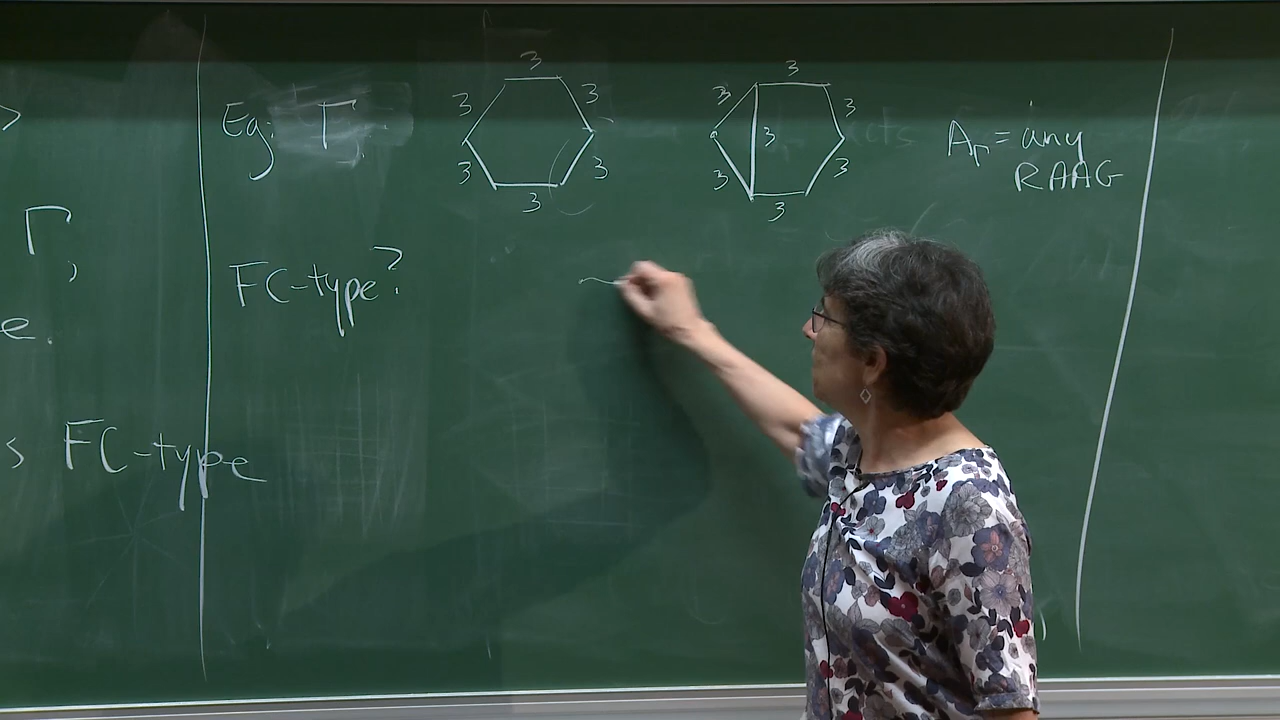 >
Γ,
e.
s FC-type
Eg: Γ
3 3 3 3 3 3
3 3 3 3 3 3 3
A_Γ = any
RAAG
FC-type?